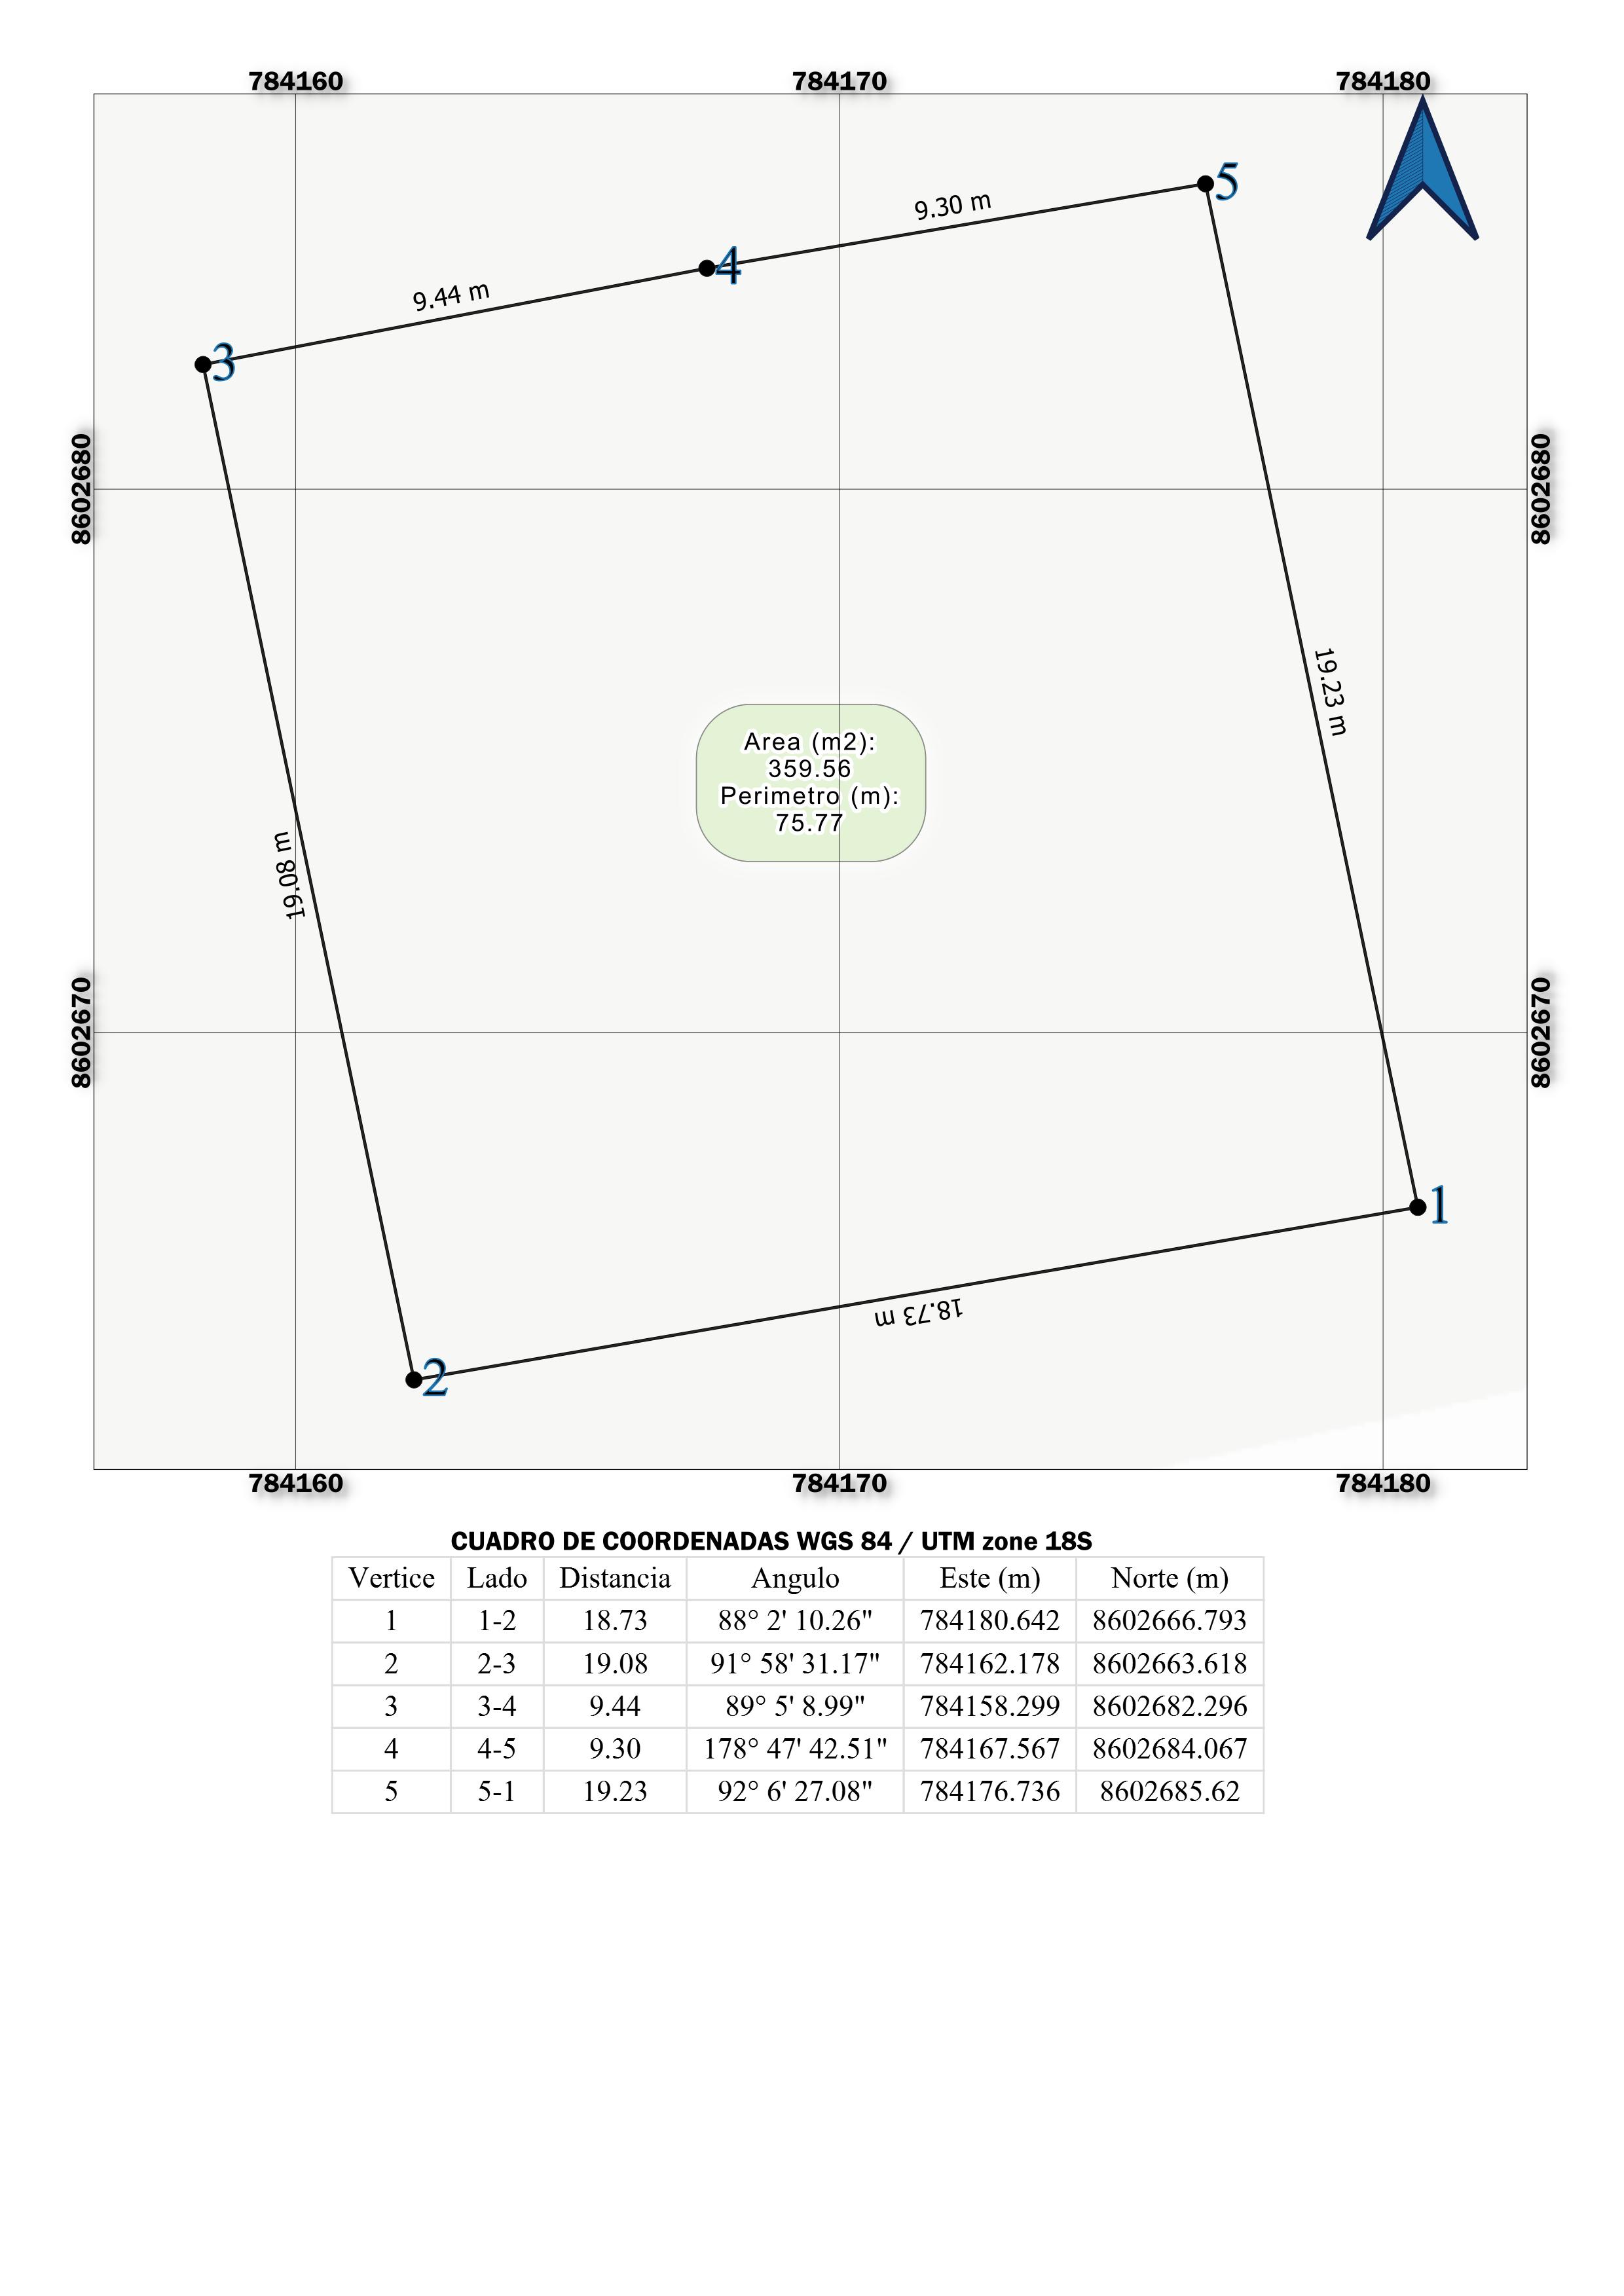 784160 784170 784180
5
9.30 m
4
9.44 m
3
8602680 8602680
19.23 m
Area (m2):
359.56
Perimetro (m):
75.77
19.08 m
8602670 8602670
1
18.73 m
2
784160 784170 784180
CUADRO DE COORDENADAS WGS 84 / UTM zone 18S
Vertice Lado Distancia Angulo Este (m) Norte (m)
1 1-2 18.73 88° 2' 10.26" 784180.642 8602666.793
2 2-3 19.08 91° 58' 31.17" 784162.178 8602663.618
3 3-4 9.44 89° 5' 8.99" 784158.299 8602682.296
4 4-5 9.30 178° 47' 42.51" 784167.567 8602684.067
5 5-1 19.23 92° 6' 27.08" 784176.736 8602685.62